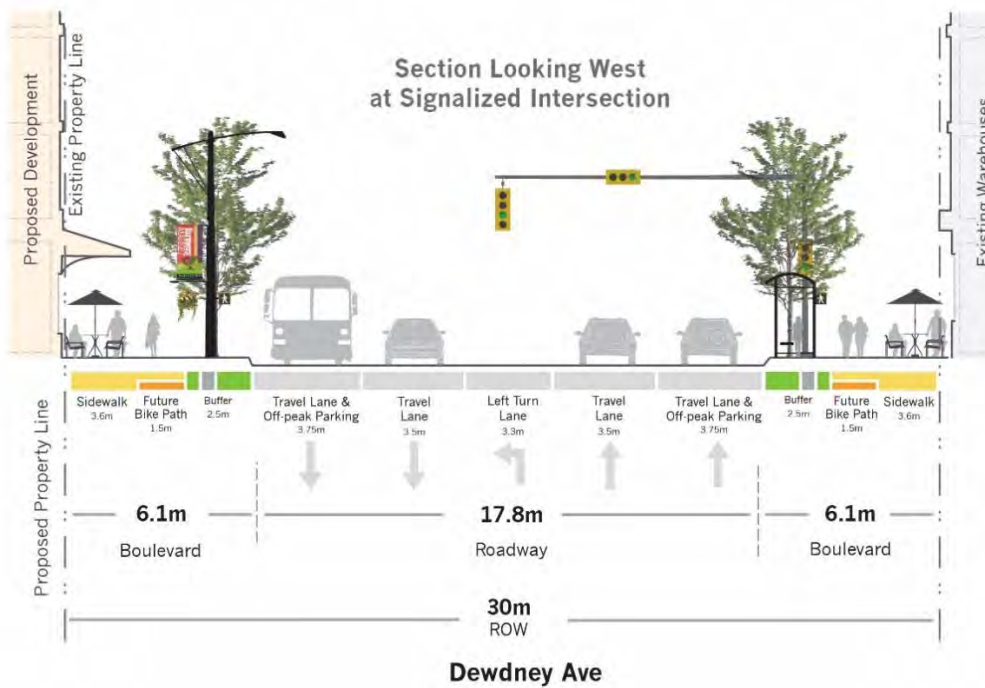 Section Looking West
at Signalized Intersection
Proposed Development
Existing Property Line
Existing Warehouses
Sidewalk
3.6m
Future
Bike Path
1.5m
Buffer
2.5m
Travel Lane &
Off-peak Parking
3.75m
Travel
Lane
3.5m
Left Turn
Lane
3.3m
Travel
Lane
3.5m
Travel Lane &
Off-peak Parking
3.75m
Buffer
2.5m
Future
Bike Path
1.5m
Sidewalk
3.6m
Proposed Property Line
6.1m
Boulevard
17.8m
Roadway
6.1m
Boulevard
30m
ROW
Dewdney Ave